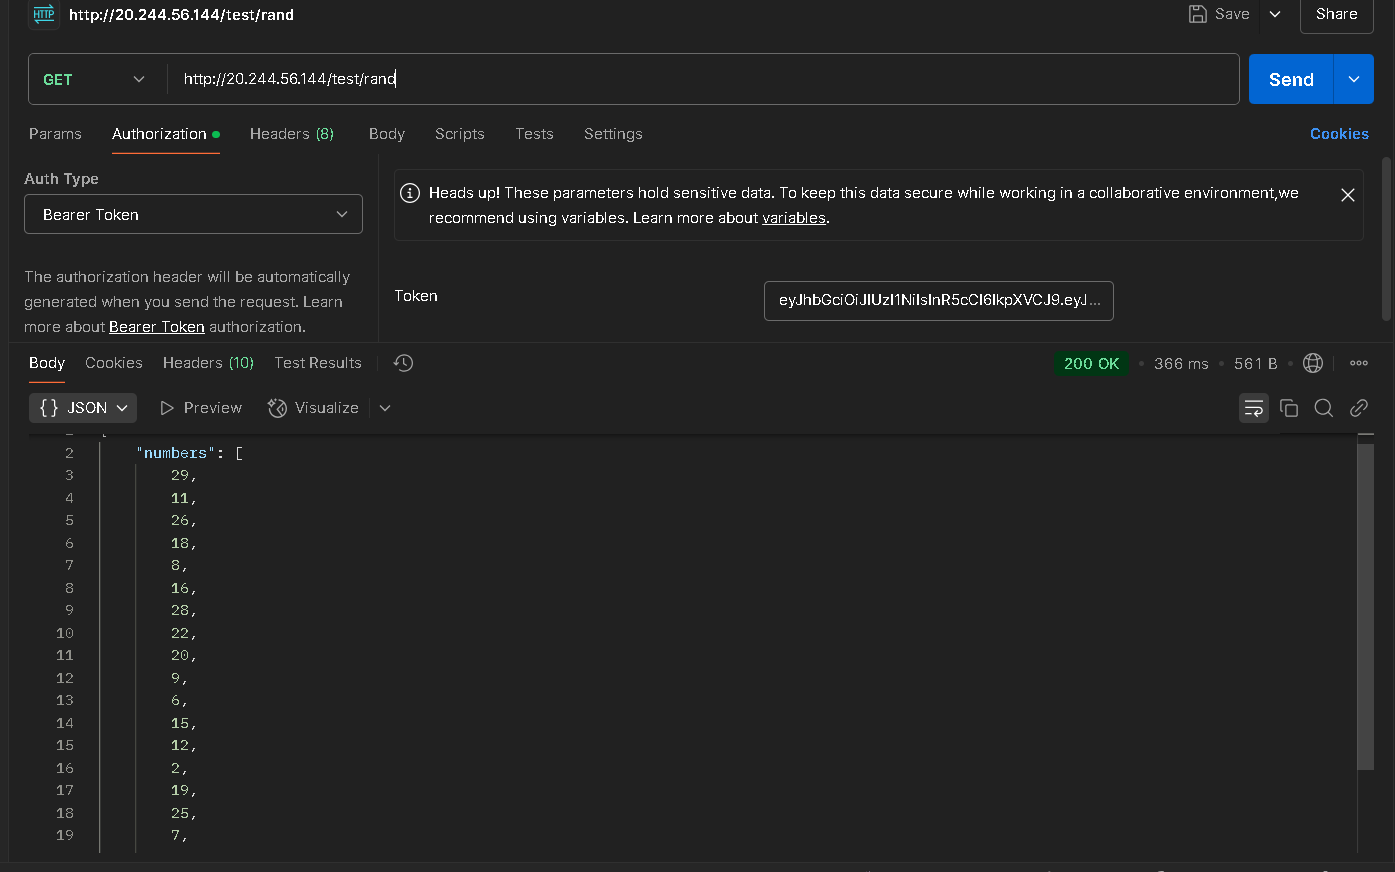 HTTP http://20.244.56.144/test/rand Save Share
GET http://20.244.56.144/test/rand Send
Params Authorization Headers (8) Body Scripts Tests Settings Cookies
Auth Type
Bearer Token
Heads up! These parameters hold sensitive data. To keep this data secure while working in a collaborative environment,we
recommend using variables. Learn more about variables.
The authorization header will be automatically
generated when you send the request. Learn
more about Bearer Token authorization.
Token eyJhbGciOiJIUzI1NiIsInR5cCI6IkpXVCJ9.eyJ...
Body Cookies Headers (10) Test Results 200 OK • 366 ms • 561 B
{} JSON Preview Visualize
2 "numbers": [
3 29,
4 11,
5 26,
6 18,
7 8,
8 16,
9 28,
10 22,
11 20,
12 9,
13 6,
14 15,
15 12,
16 2,
17 19,
18 25,
19 7,